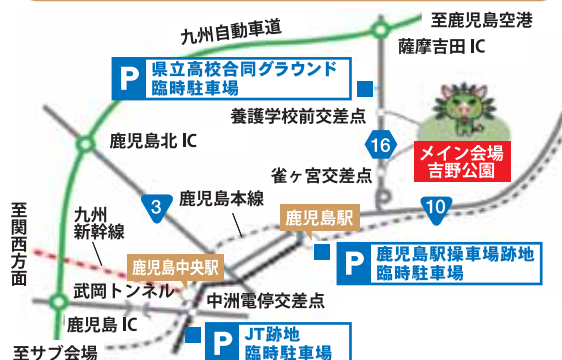 九州自動車道
至鹿児島空港
薩摩吉田IC
P 県立高校合同グラウンド
臨時駐車場
養護学校前交差点
鹿児島北IC
16
メイン会場
吉野公園
雀ヶ宮交差点
3
鹿児島本線
10
至関西方面
九州
新幹線
鹿児島駅
鹿児島中央駅
P 鹿児島駅操車場跡地
臨時駐車場
武岡トンネル
中洲電停交差点
鹿児島IC
P JT跡地
臨時駐車場
至サブ会場